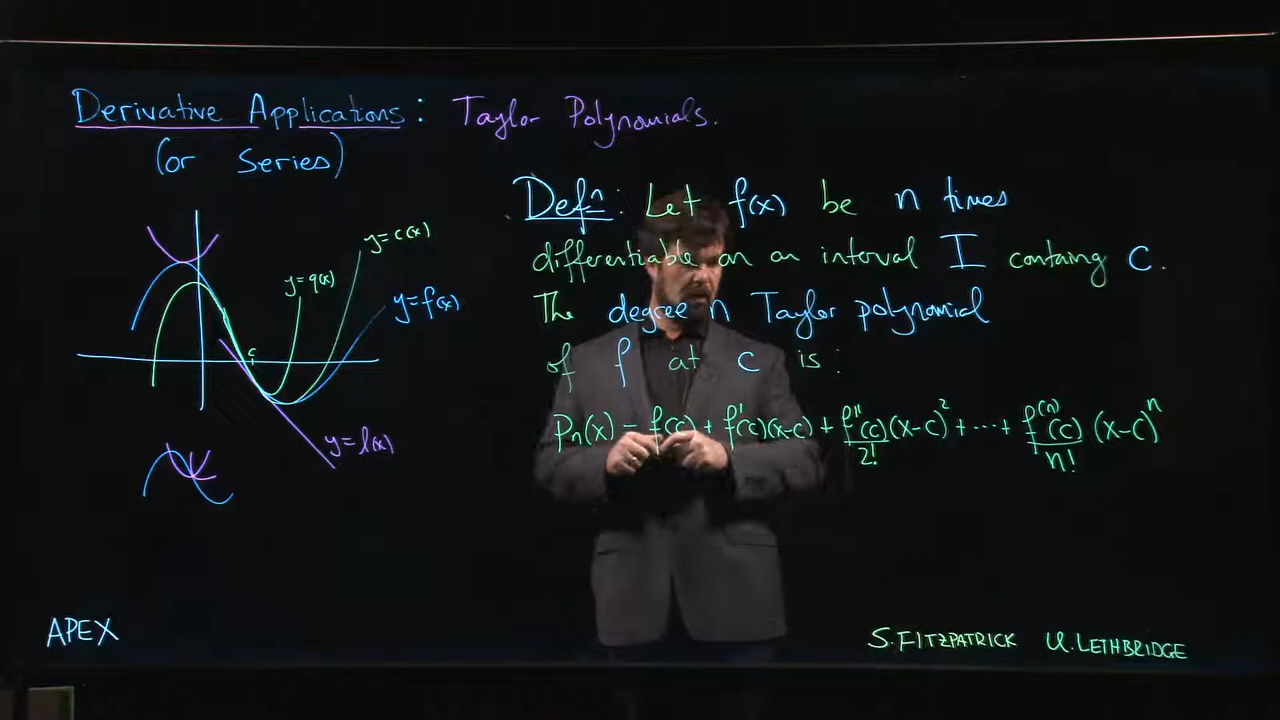 Derivative Applications: Taylor Polynomials.
(or Series)
Defⁿ: Let f(x) be n times
differentiable on an interval I containg c.
The degree n Taylor polynomial
of f at c is:
Pn(x) = f(c) + f'(c)(x-c) + f''(c)/2! (x-c)² + ... + f⁽ⁿ⁾(c)/n! (x-c)ⁿ
y=c(x)
y=q(x)
y=f(x)
c
y=l(x)
APEX
S.FITZPATRICK U.LETHBRIDGE